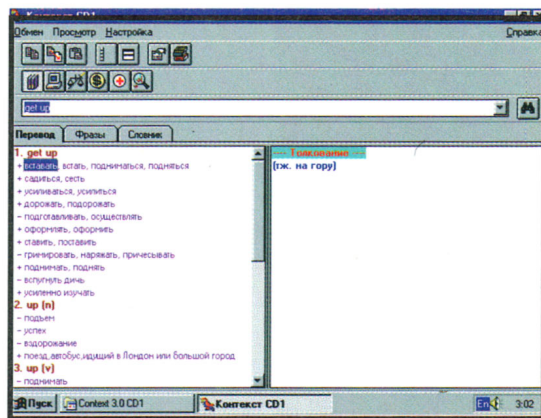 Контекст CD1
Обмен Просмотр Настройка Справка
get up
Перевод Фразы Словник
1. get up
+ вставать, встать, подниматься, подняться
+ садиться, сесть
+ усиливаться, усилиться
+ дорожать, подорожать
- подготавливать, осуществлять
+ оформлять, оформить
+ ставить, поставить
- гримировать, наряжать, причесывать
+ поднимать, поднять
- вспугнуть дичь
+ усиленно изучать
2. up (n)
- подъем
- успех
- вздорожание
+ поезд,автобус,идущий в Лондон или большой город
3. up (v)
- поднимать
--- Толкование ---
(тж. на гору)
Пуск Context 3.0 CD1 Контекст CD1 En 3:02